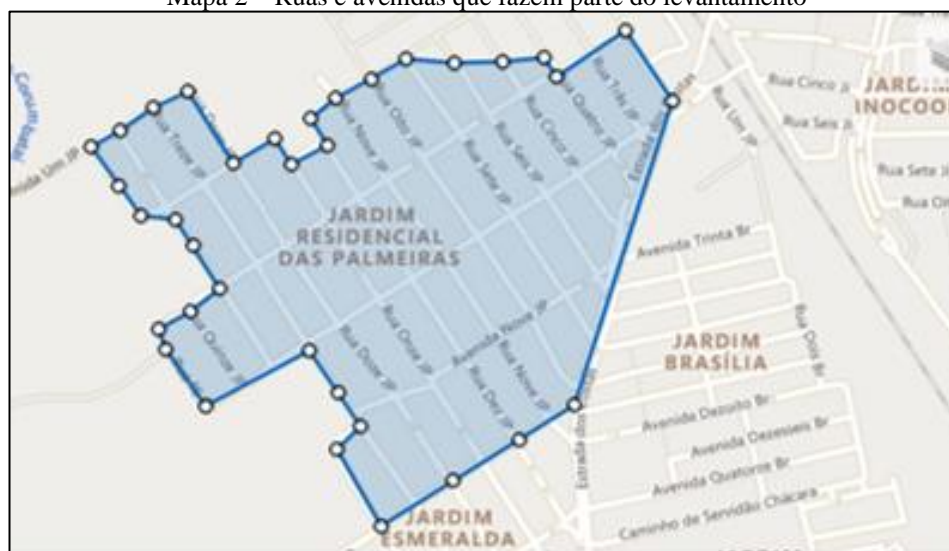 Mapa 2 – Ruas e avenidas que fazem parte do levantamento
Corumbataí
Avenida Um JP
Rua Treze JP
Rua Nove JP
Rua Oito JP
Rua Sete JP
Rua Seis JP
Rua Cinco JP
Rua Quatro JP
Rua Três JP
Rua Um JP
Rua Cinco JI
Rua Seis JI
Rua Sete JI
JARDIM
INOCOOP
JARDIM
RESIDENCIAL
DAS PALMEIRAS
Avenida Trinta Br
Avenida Nove JP
Rua Quinze JP
Rua Doze JP
Rua Onze JP
Rua Dez JP
Rua Nove JP
JARDIM
BRASÍLIA
Rua Dois Br
Avenida Dezoito Br
Avenida Dezesseis Br
Avenida Quatorze Br
Caminho de Servidão Chácara
JARDIM
ESMERALDA